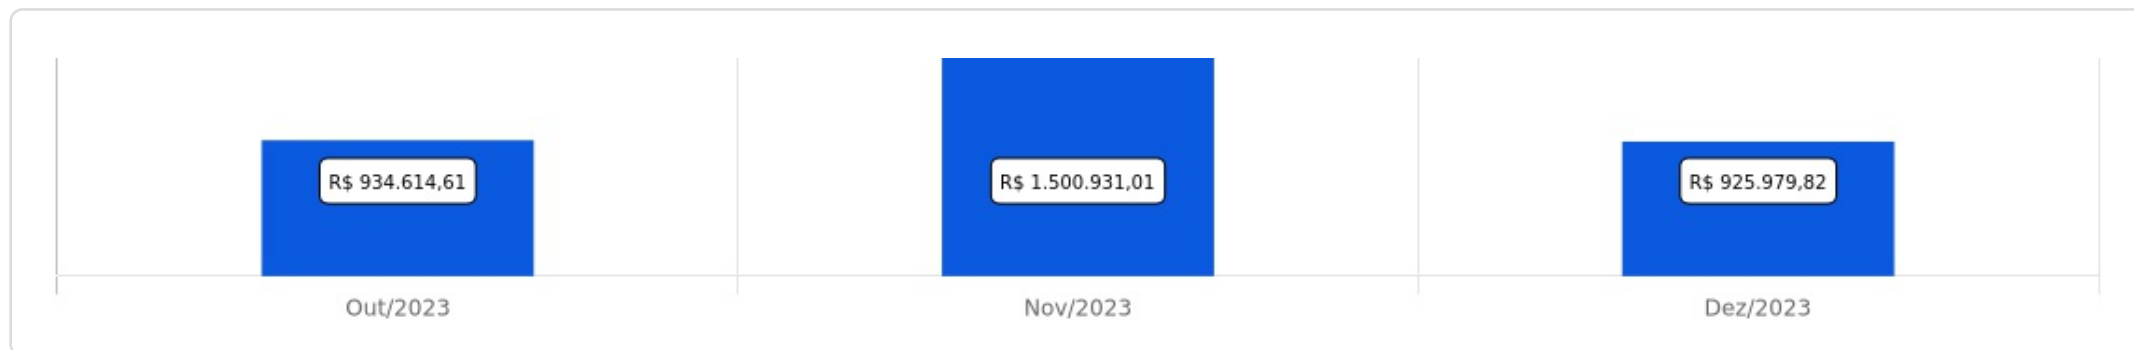 R$ 934.614,61
R$ 1.500.931,01
R$ 925.979,82
Out/2023
Nov/2023
Dez/2023